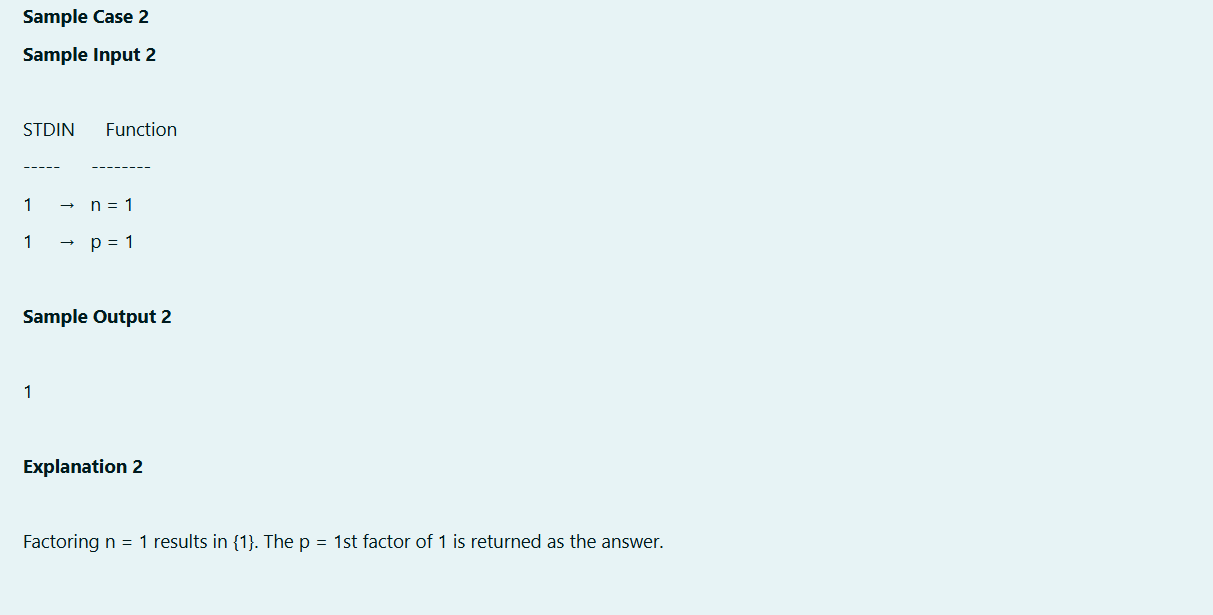 Sample Case 2
Sample Input 2
STDIN Function
----- --------
1 → n = 1
1 → p = 1
Sample Output 2
1
Explanation 2
Factoring n = 1 results in {1}. The p = 1st factor of 1 is returned as the answer.